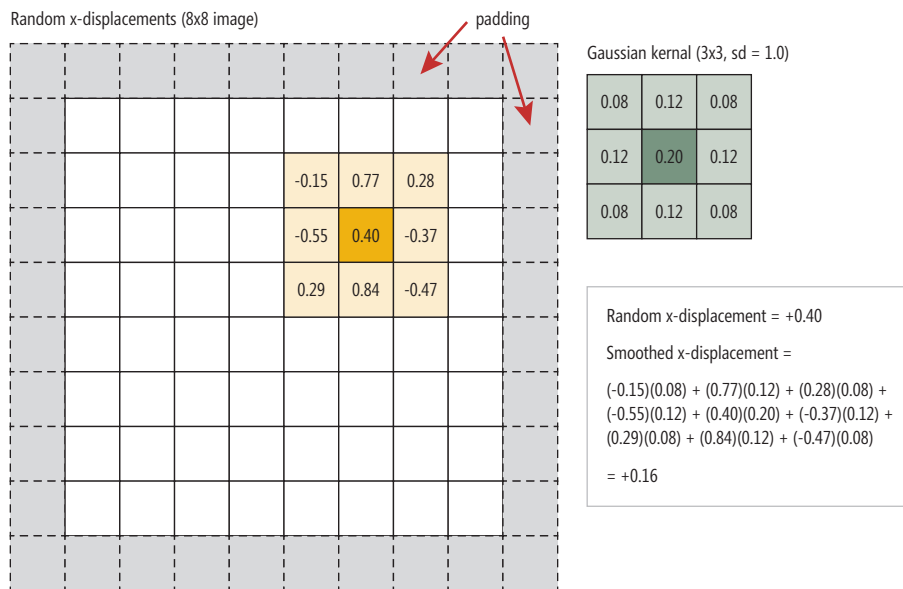 Random x-displacements (8x8 image)
padding
-0.15 0.77 0.28
-0.55 0.40 -0.37
0.29 0.84 -0.47
Gaussian kernal (3x3, sd = 1.0)
0.08 0.12 0.08
0.12 0.20 0.12
0.08 0.12 0.08
Random x-displacement = +0.40
Smoothed x-displacement =
(-0.15)(0.08) + (0.77)(0.12) + (0.28)(0.08) +
(-0.55)(0.12) + (0.40)(0.20) + (-0.37)(0.12) +
(0.29)(0.08) + (0.84)(0.12) + (-0.47)(0.08)
= +0.16